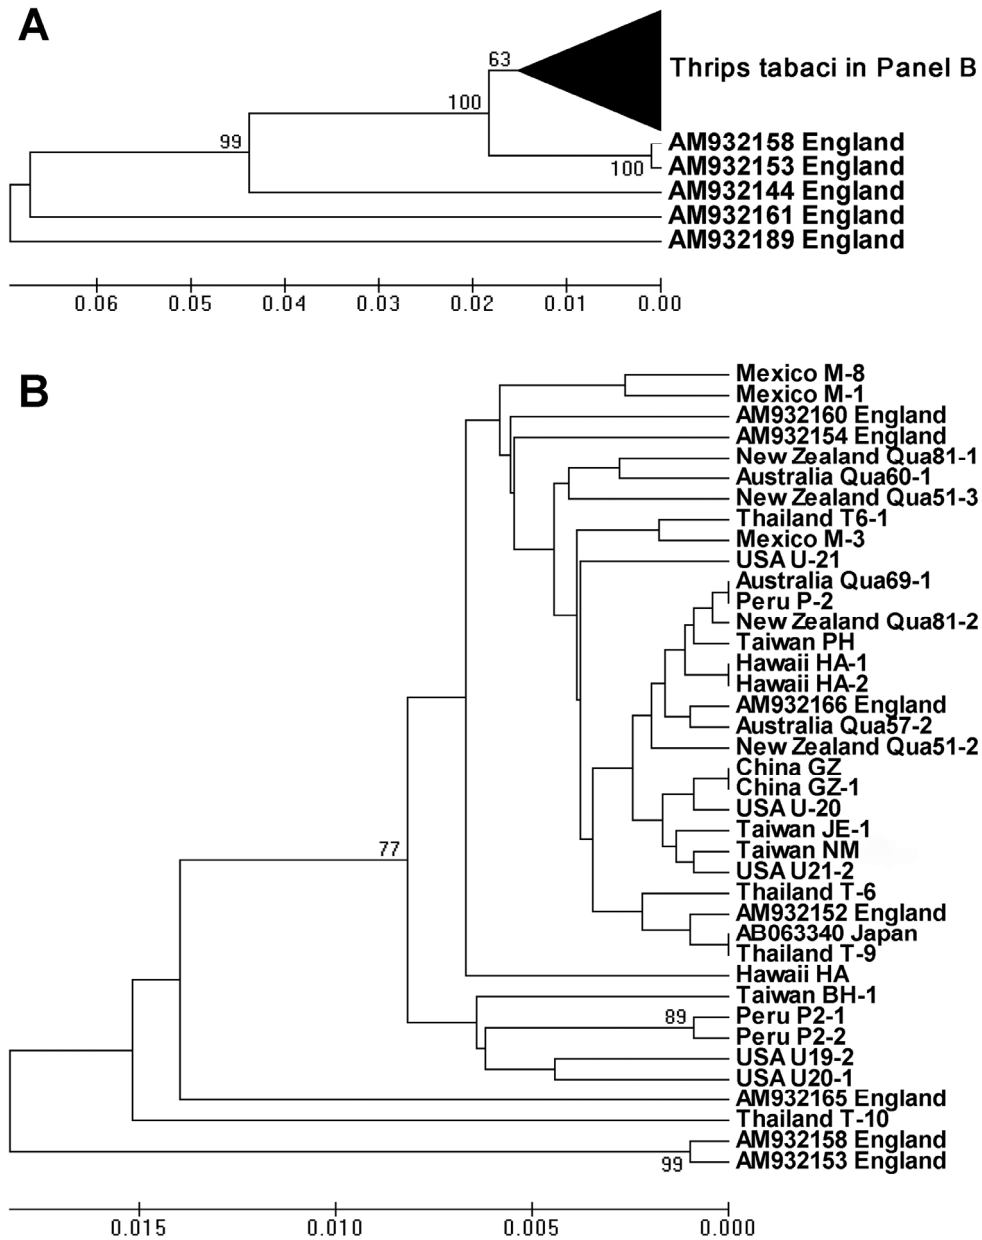 A
63
Thrips tabaci in Panel B
100
99
AM932158 England
100
AM932153 England
AM932144 England
AM932161 England
AM932189 England
0.06 0.05 0.04 0.03 0.02 0.01 0.00
B
Mexico M-8
Mexico M-1
AM932160 England
AM932154 England
New Zealand Qua81-1
Australia Qua60-1
New Zealand Qua51-3
Thailand T6-1
Mexico M-3
USA U-21
Australia Qua69-1
Peru P-2
New Zealand Qua81-2
Taiwan PH
Hawaii HA-1
Hawaii HA-2
AM932166 England
Australia Qua57-2
New Zealand Qua51-2
China GZ
China GZ-1
USA U-20
Taiwan JE-1
77
Taiwan NM
USA U21-2
Thailand T-6
AM932152 England
AB063340 Japan
Thailand T-9
Hawaii HA
Taiwan BH-1
89
Peru P2-1
Peru P2-2
USA U19-2
USA U20-1
AM932165 England
Thailand T-10
AM932158 England
99
AM932153 England
0.015 0.010 0.005 0.000